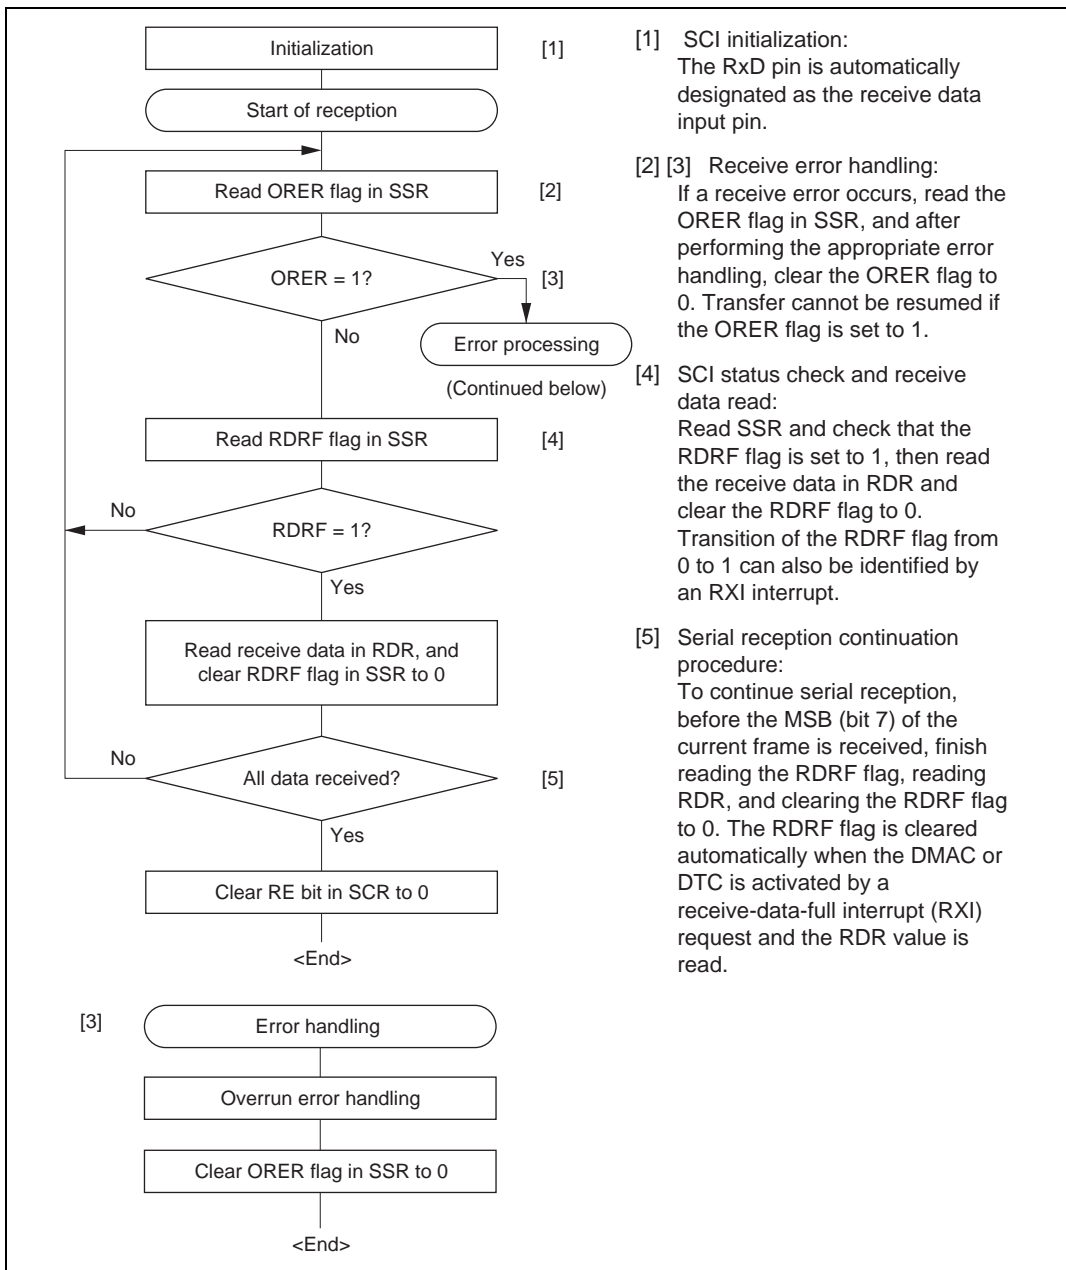 Initialization
[1]
Start of reception
Read ORER flag in SSR
[2]
ORER = 1?
Yes
[3]
No
Error processing
(Continued below)
Read RDRF flag in SSR
[4]
No
RDRF = 1?
Yes
Read receive data in RDR, and
clear RDRF flag in SSR to 0
No
All data received?
[5]
Yes
Clear RE bit in SCR to 0
<End>
[3]
Error handling
Overrun error handling
Clear ORER flag in SSR to 0
<End>
[1] SCI initialization:
The RxD pin is automatically
designated as the receive data
input pin.
[2] [3] Receive error handling:
If a receive error occurs, read the
ORER flag in SSR, and after
performing the appropriate error
handling, clear the ORER flag to
0. Transfer cannot be resumed if
the ORER flag is set to 1.
[4] SCI status check and receive
data read:
Read SSR and check that the
RDRF flag is set to 1, then read
the receive data in RDR and
clear the RDRF flag to 0.
Transition of the RDRF flag from
0 to 1 can also be identified by
an RXI interrupt.
[5] Serial reception continuation
procedure:
To continue serial reception,
before the MSB (bit 7) of the
current frame is received, finish
reading the RDRF flag, reading
RDR, and clearing the RDRF flag
to 0. The RDRF flag is cleared
automatically when the DMAC or
DTC is activated by a
receive-data-full interrupt (RXI)
request and the RDR value is
read.